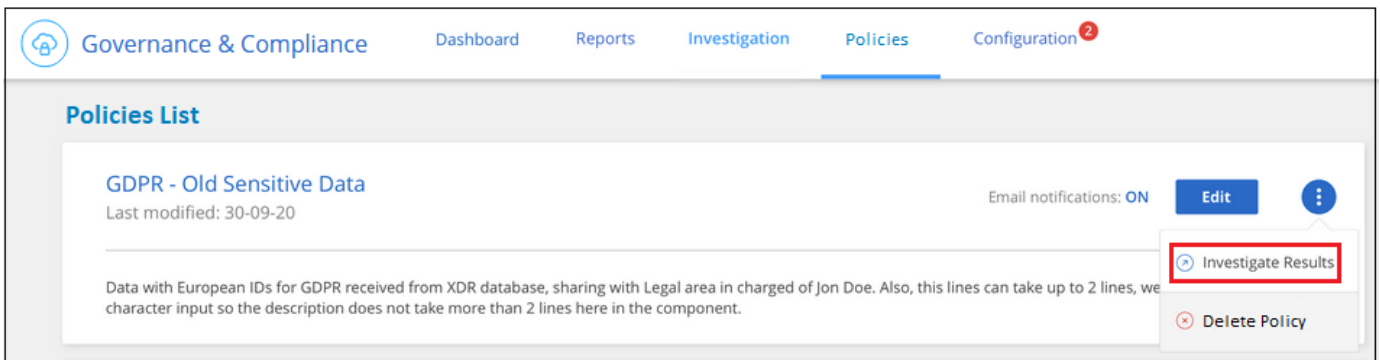 Governance & Compliance Dashboard Reports Investigation Policies Configuration 2
Policies List
GDPR - Old Sensitive Data
Last modified: 30-09-20
Email notifications: ON Edit
Investigate Results
Data with European IDs for GDPR received from XDR database, sharing with Legal area in charged of Jon Doe. Also, this lines can take up to 2 lines, we
character input so the description does not take more than 2 lines here in the component.
Delete Policy